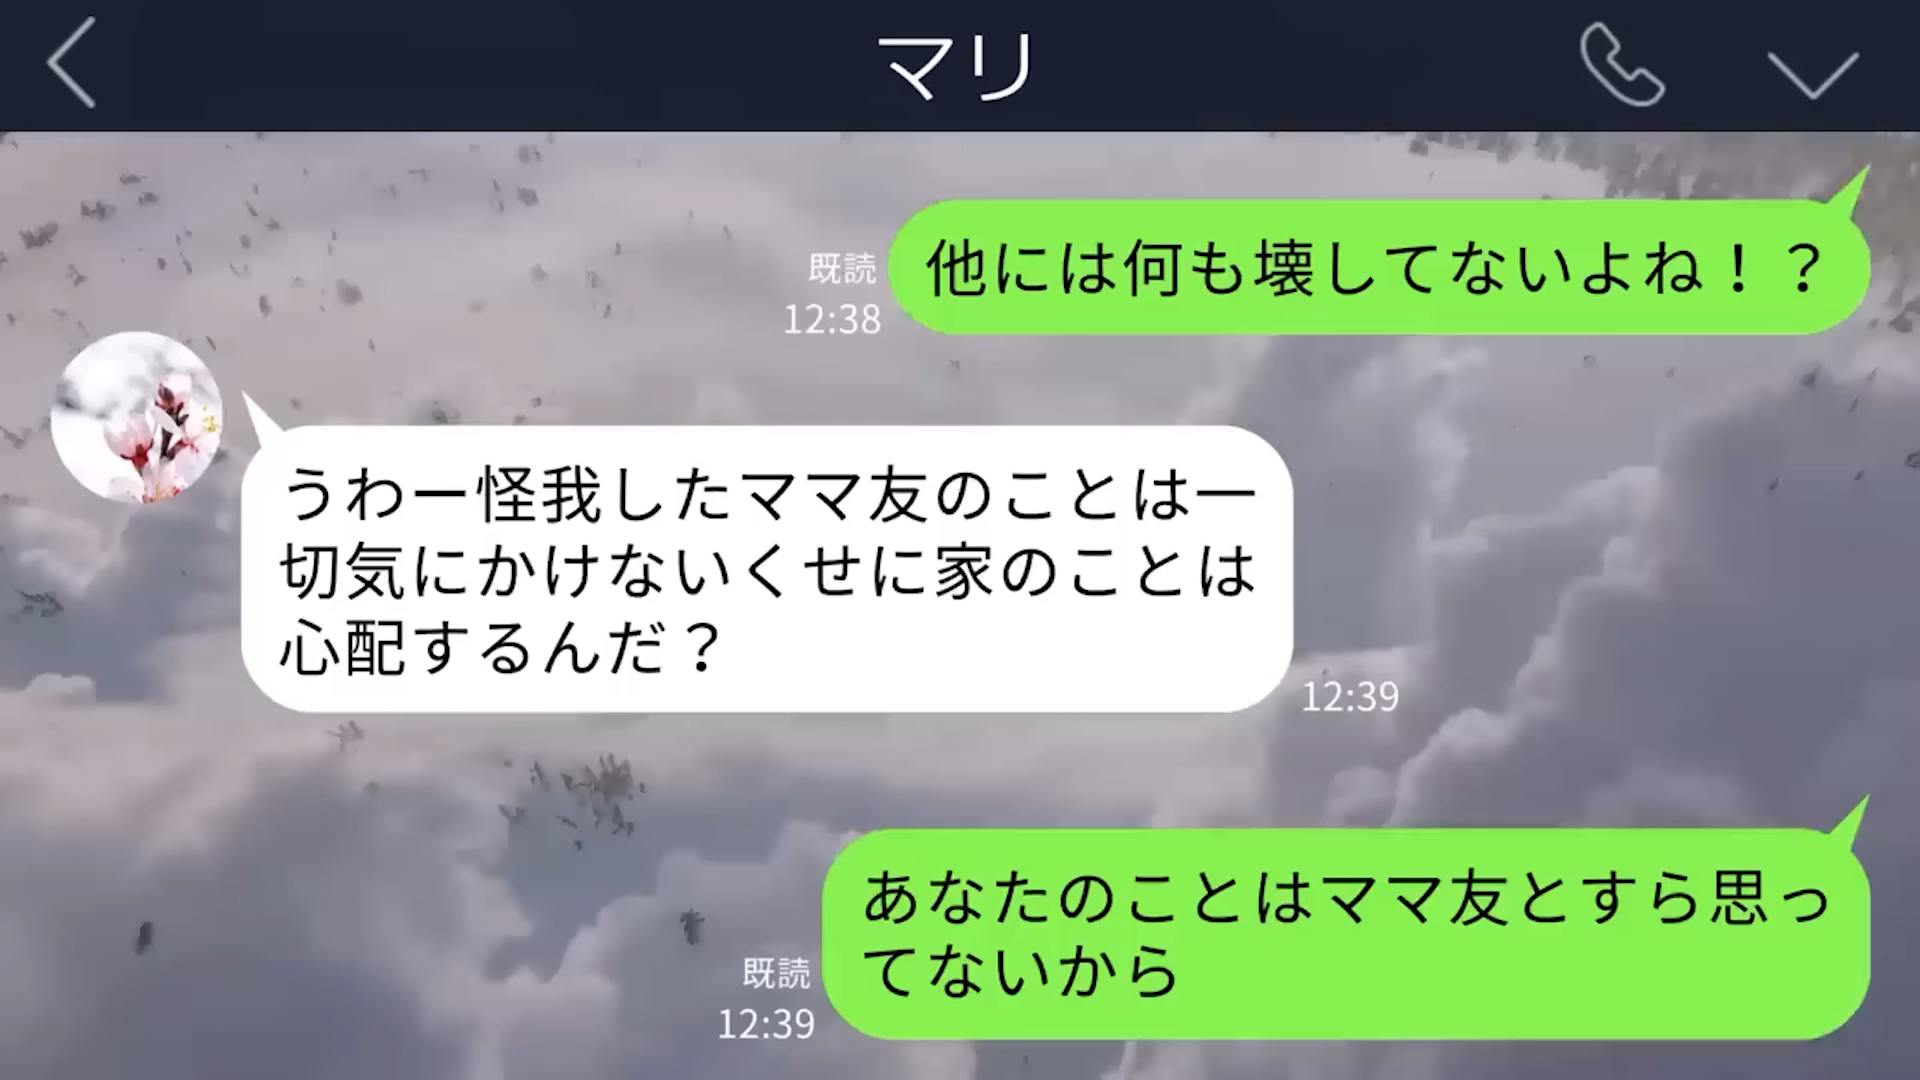 マリ
他には何も壊してないよね！？
既読
12:38
うわー怪我したママ友のことは一
切気にかけないくせに家のことは
心配するんだ？
12:39
あなたのことはママ友とすら思っ
てないから
既読
12:39